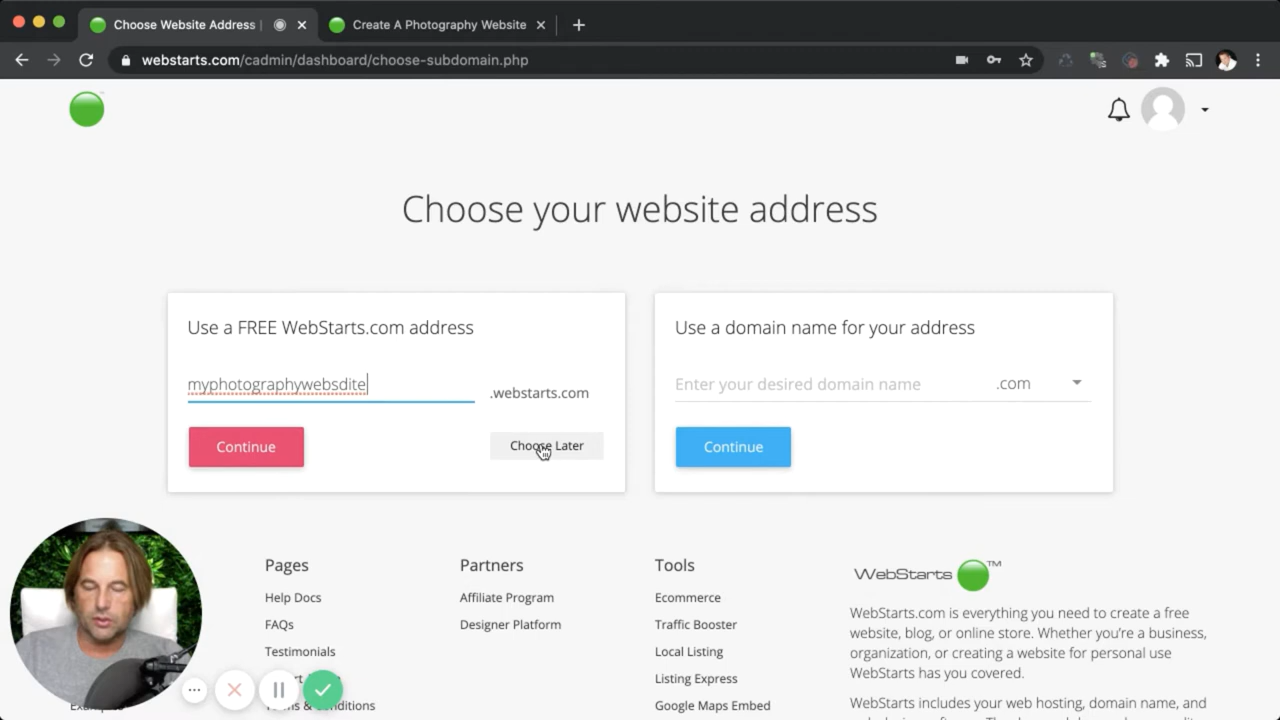 Choose Website Address |
Create A Photography Website
webstarts.com/cadmin/dashboard/choose-subdomain.php
Choose your website address
Use a FREE WebStarts.com address
myphotographywebsdite
.webstarts.com
Continue
Choose Later
Use a domain name for your address
Enter your desired domain name
.com
Continue
Pages
Help Docs
FAQs
Testimonials
Terms & Conditions
Partners
Affiliate Program
Designer Platform
Tools
Ecommerce
Traffic Booster
Local Listing
Listing Express
Google Maps Embed
WebStarts™
WebStarts.com is everything you need to create a free
website, blog, or online store. Whether you’re a business,
organization, or creating a website for personal use
WebStarts has you covered.
WebStarts includes your web hosting, domain name, and